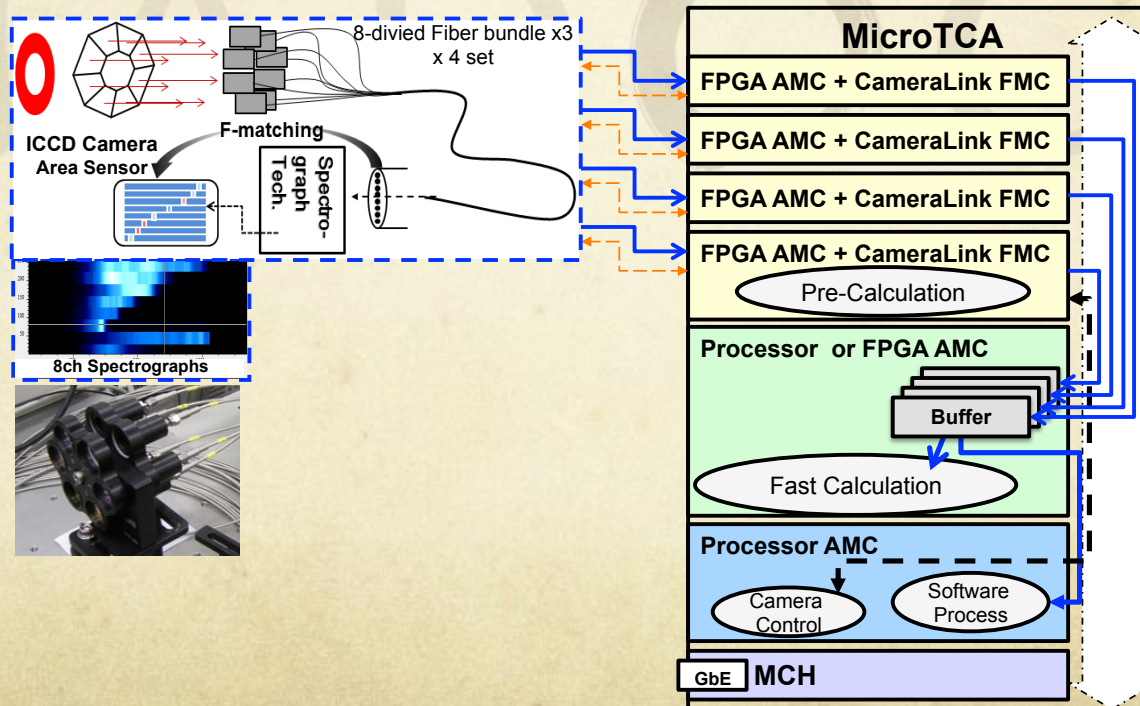 8-divied Fiber bundle x3
x 4 set
F-matching
ICCD Camera
Area Sensor
Spectro-
graph
Tech.
8ch Spectrographs
MicroTCA
FPGA AMC + CameraLink FMC
FPGA AMC + CameraLink FMC
FPGA AMC + CameraLink FMC
FPGA AMC + CameraLink FMC
Pre-Calculation
Processor or FPGA AMC
Buffer
Fast Calculation
Processor AMC
Camera
Control
Software
Process
GbE
MCH